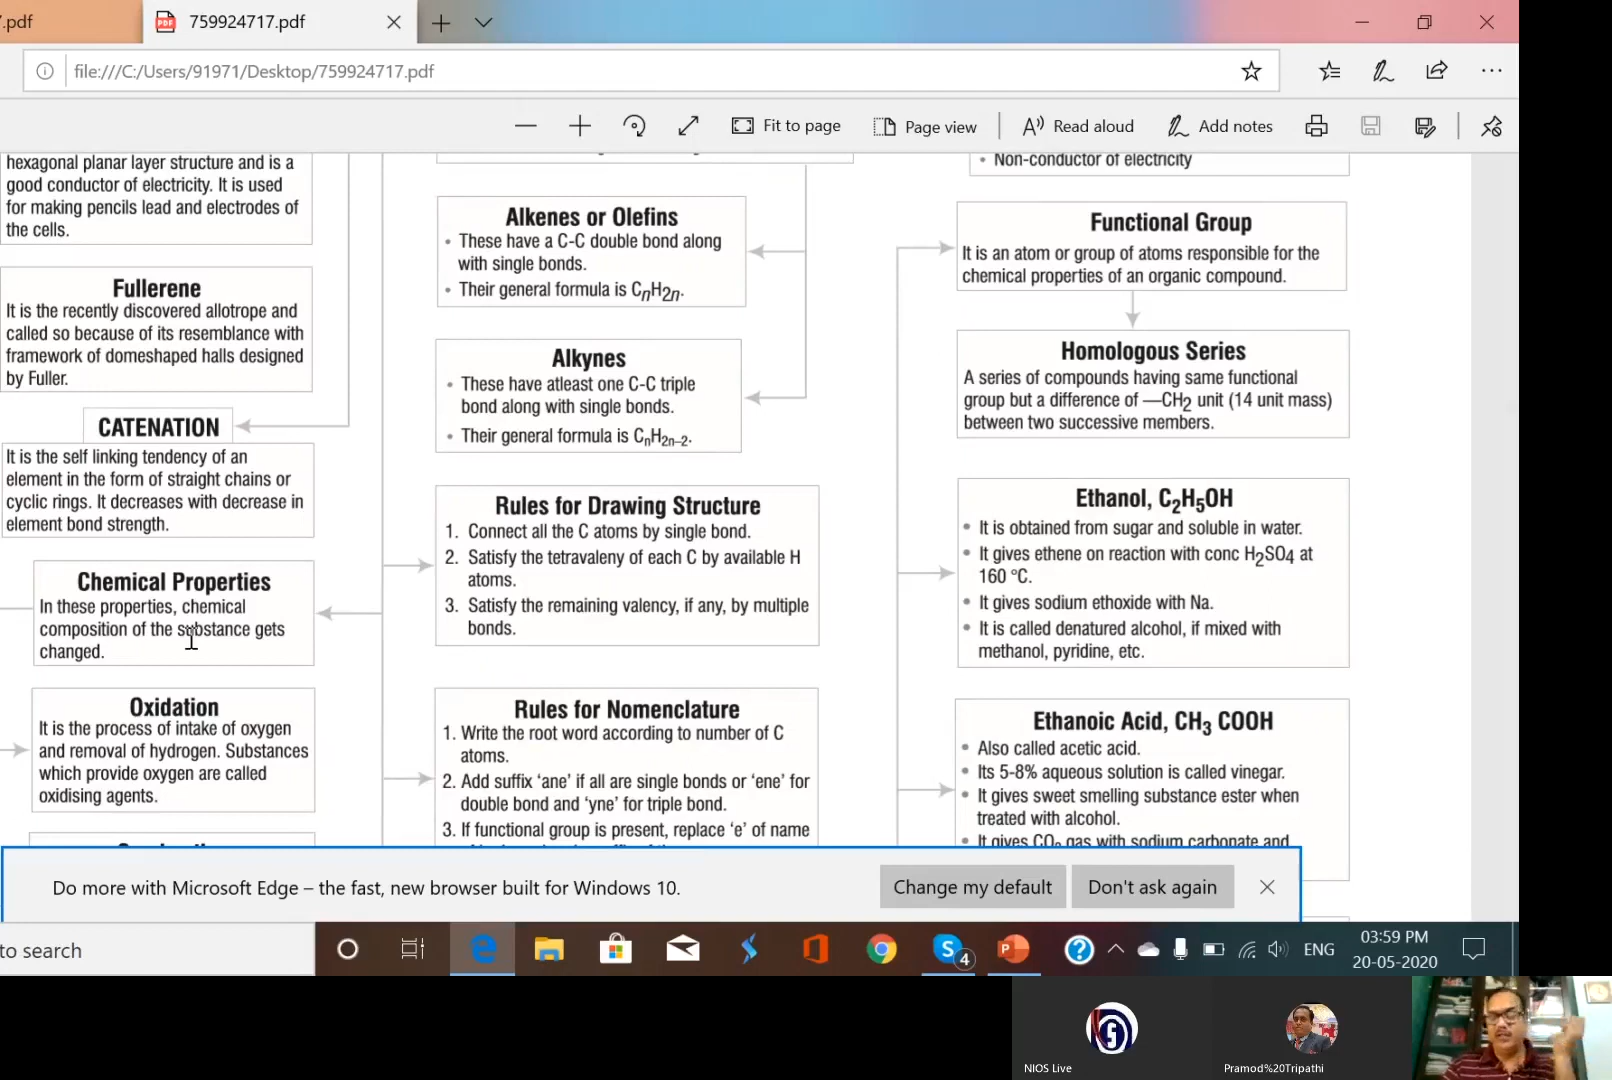 .pdf
759924717.pdf
file:///C:/Users/91971/Desktop/759924717.pdf
Fit to page
Page view
Read aloud
Add notes
hexagonal planar layer structure and is a
good conductor of electricity. It is used
for making pencils lead and electrodes of
the cells.
Fullerene
It is the recently discovered allotrope and
called so because of its resemblance with
framework of domeshaped halls designed
by Fuller.
CATENATION
It is the self linking tendency of an
element in the form of straight chains or
cyclic rings. It decreases with decrease in
element bond strength.
Chemical Properties
In these properties, chemical
composition of the substance gets
changed.
Oxidation
It is the process of intake of oxygen
and removal of hydrogen. Substances
which provide oxygen are called
oxidising agents.
Alkenes or Olefins
• These have a C-C double bond along
with single bonds.
• Their general formula is CnH2n.
Alkynes
• These have atleast one C-C triple
bond along with single bonds.
• Their general formula is CnH2n–2.
Rules for Drawing Structure
1. Connect all the C atoms by single bond.
2. Satisfy the tetravaleny of each C by available H
atoms.
3. Satisfy the remaining valency, if any, by multiple
bonds.
Rules for Nomenclature
1. Write the root word according to number of C
atoms.
2. Add suffix ‘ane’ if all are single bonds or ‘ene’ for
double bond and ‘yne’ for triple bond.
3. If functional group is present, replace ‘e’ of name
• Non-conductor of electricity
Functional Group
It is an atom or group of atoms responsible for the
chemical properties of an organic compound.
Homologous Series
A series of compounds having same functional
group but a difference of —CH2 unit (14 unit mass)
between two successive members.
Ethanol, C2H5OH
• It is obtained from sugar and soluble in water.
• It gives ethene on reaction with conc H2SO4 at
160 °C.
• It gives sodium ethoxide with Na.
• It is called denatured alcohol, if mixed with
methanol, pyridine, etc.
Ethanoic Acid, CH3 COOH
• Also called acetic acid.
• Its 5-8% aqueous solution is called vinegar.
• It gives sweet smelling substance ester when
treated with alcohol.
• It gives CO2 gas with sodium carbonate and
Do more with Microsoft Edge – the fast, new browser built for Windows 10.
Change my default
Don't ask again
to search
4
ENG
03:59 PM
20-05-2020
NIOS Live
Pramod%20Tripathi